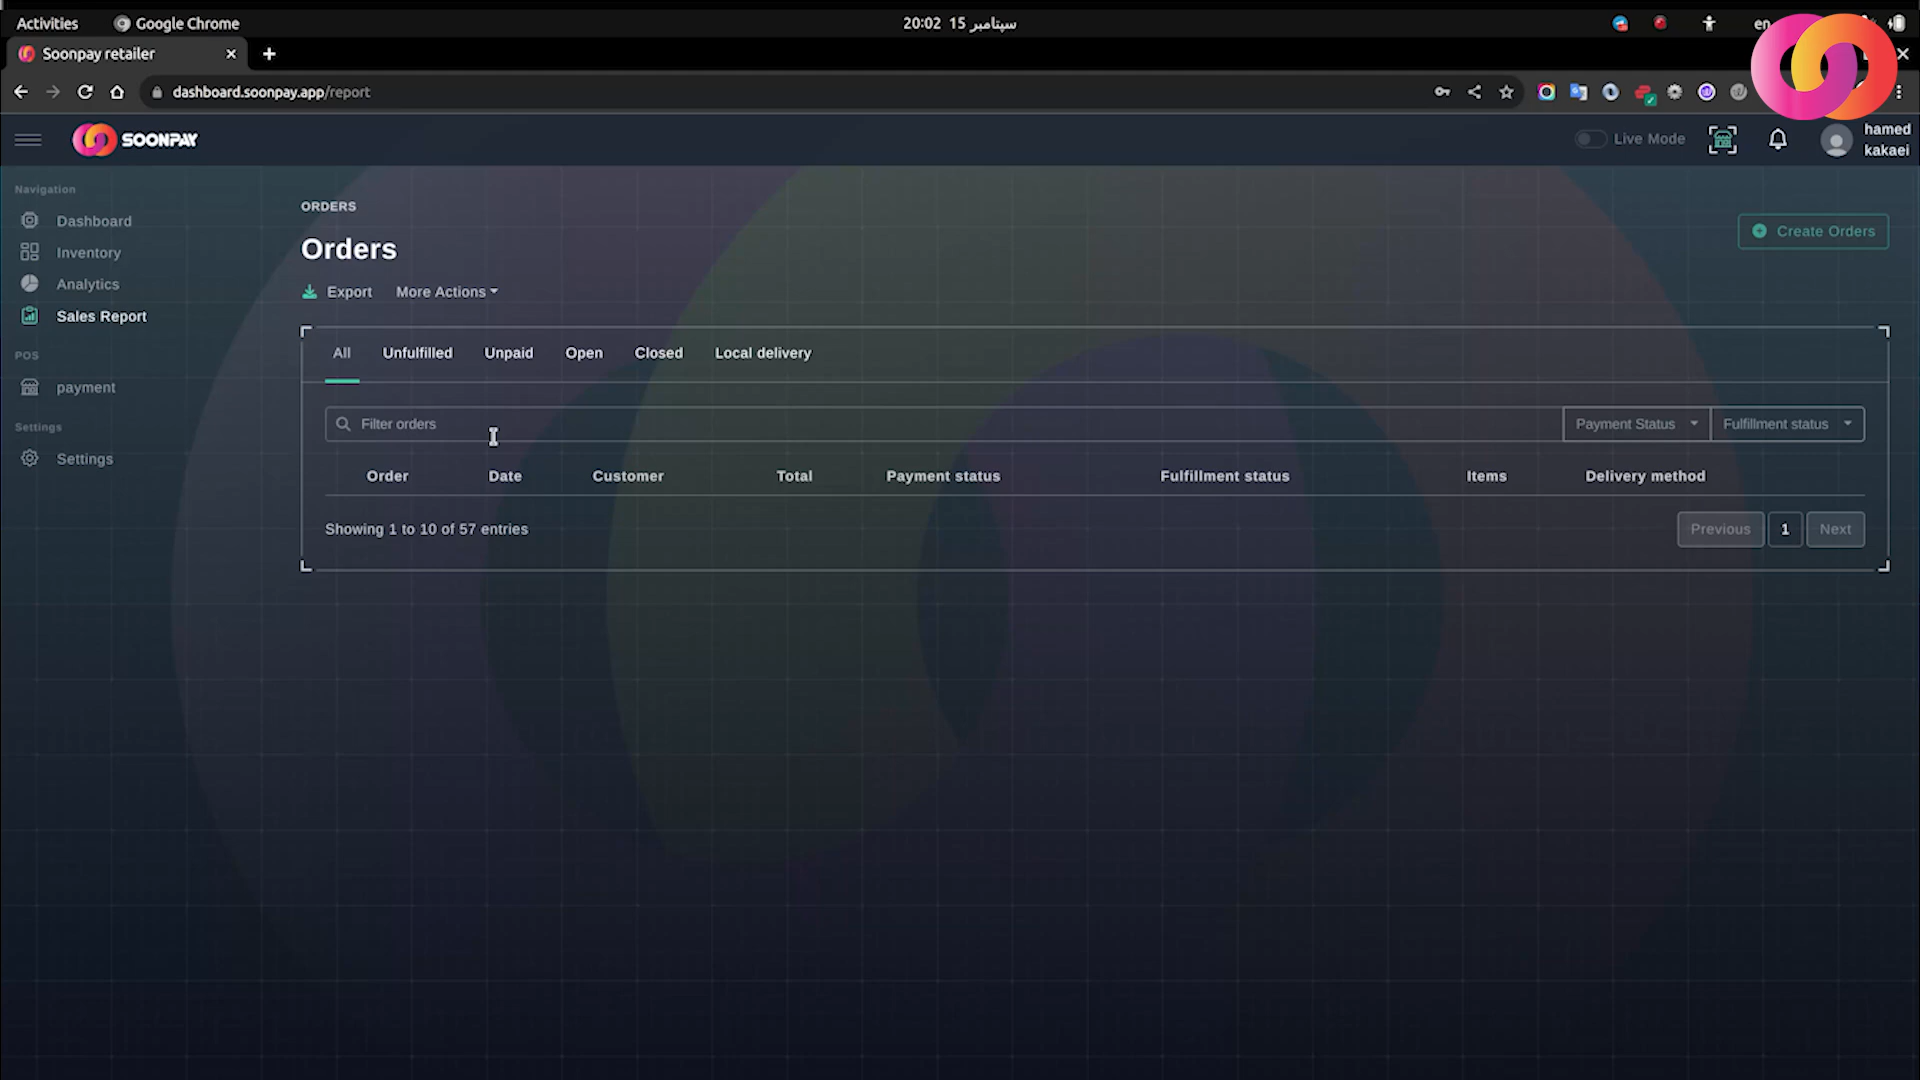 Activities
Google Chrome
20:02 15 سپتامبر
en
Soonpay retailer
dashboard.soonpay.app/report
SOONPAY
Live Mode
hamed
kakaei
Navigation
Dashboard
Inventory
Analytics
Sales Report
POS
payment
Settings
Settings
ORDERS
Orders
Create Orders
Export
More Actions
All
Unfulfilled
Unpaid
Open
Closed
Local delivery
Filter orders
Payment Status
Fulfillment status
Order
Date
Customer
Total
Payment status
Fulfillment status
Items
Delivery method
Showing 1 to 10 of 57 entries
Previous
1
Next